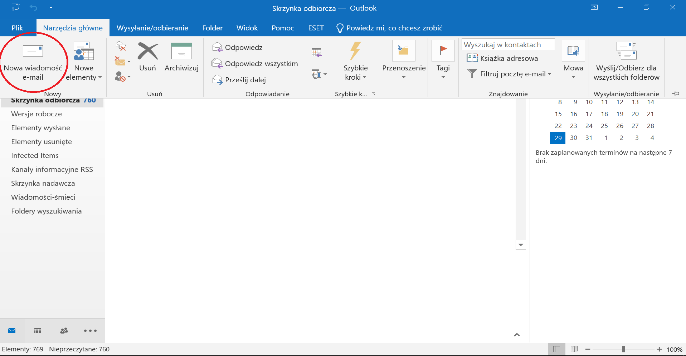 Skrzynka odbiorcza — Outlook
Plik Narzędzia główne Wysyłanie/odbieranie Folder Widok Pomoc ESET Powiedz mi, co chcesz zrobić
Nowa wiadomość
e-mail
Nowe
elementy
Nowy
Usuń
Archiwizuj
Usuń
Odpowiedz
Odpowiedz wszystkim
Prześlij dalej
Odpowiadanie
Szybkie
kroki
Szybkie k...
Przenoszenie
Tagi
Wyszukaj w kontaktach
Książka adresowa
Filtruj pocztę e-mail
Znajdowanie
Mowa
Wyślij/Odbierz dla
wszystkich folderów
Wysyłanie/odbieranie
Skrzynka odbiorcza 760
Wersje robocze
Elementy wysłane
Elementy usunięte
Infected Items
Kanały informacyjne RSS
Skrzynka nadawcza
Wiadomości-śmieci
Foldery wyszukiwania
8 9 10 11 12 13 14
15 16 17 18 19 20 21
22 23 24 25 26 27 28
29 30 31 1 2 3 4
Brak zaplanowanych terminów na następne 7
dni.
Elementy: 769 Nieprzeczytane: 760
100%